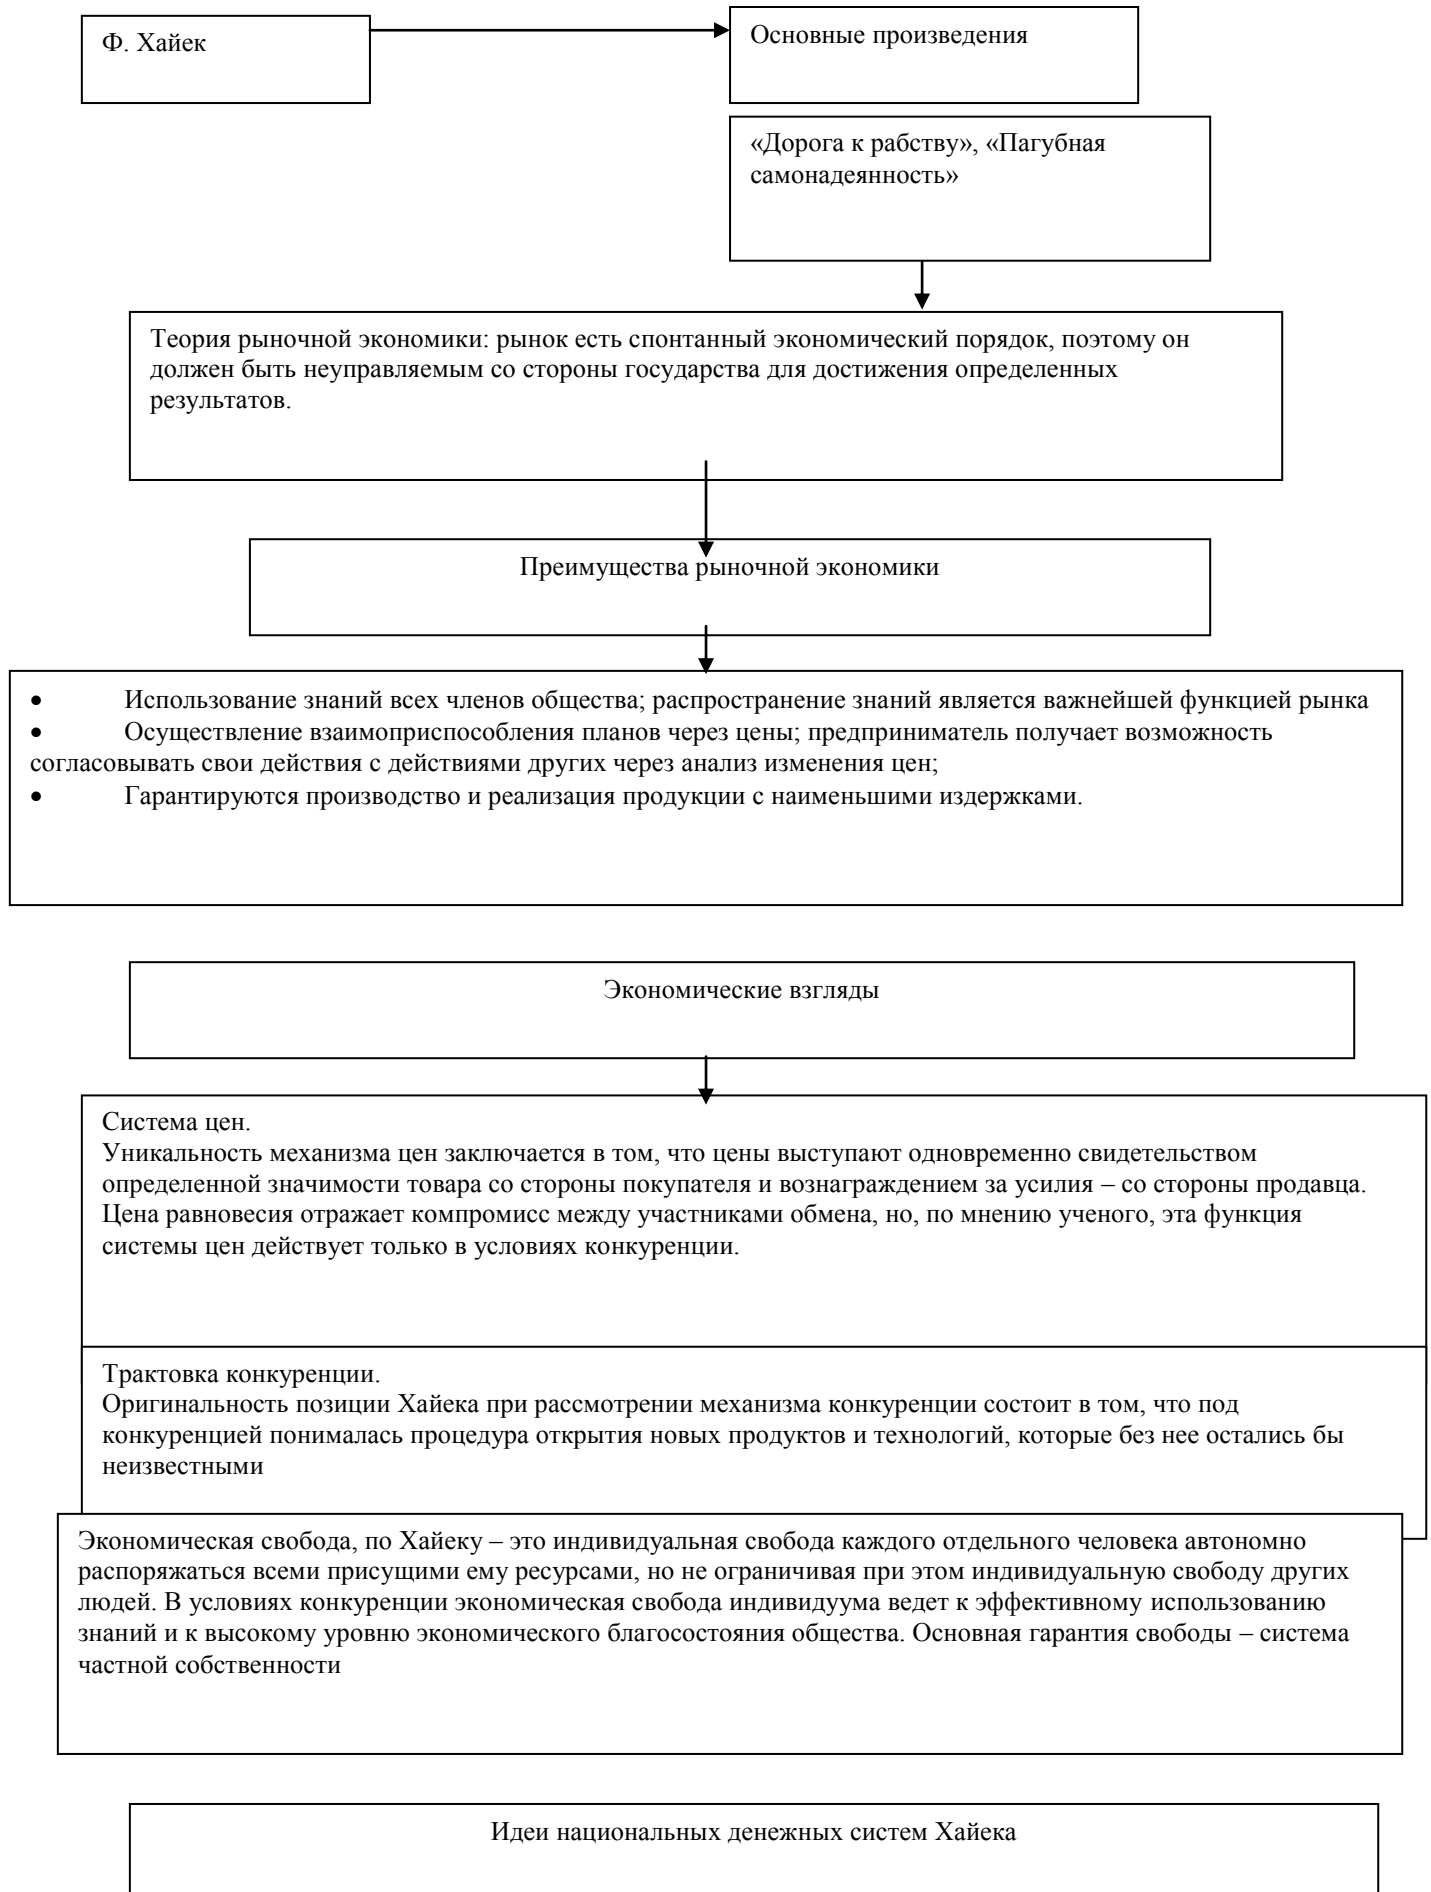 Ф. Хайек
Основные произведения
«Дорога к рабству», «Пагубная
самонадеянность»
Теория рыночной экономики: рынок есть спонтанный экономический порядок, поэтому он
должен быть неуправляемым со стороны государства для достижения определенных
результатов.
Преимущества рыночной экономики
• Использование знаний всех членов общества; распространение знаний является важнейшей функцией рынка
• Осуществление взаимоприспособления планов через цены; предприниматель получает возможность
согласовывать свои действия с действиями других через анализ изменения цен;
• Гарантируются производство и реализация продукции с наименьшими издержками.
Экономические взгляды
Система цен.
Уникальность механизма цен заключается в том, что цены выступают одновременно свидетельством
определенной значимости товара со стороны покупателя и вознаграждением за усилия – со стороны продавца.
Цена равновесия отражает компромисс между участниками обмена, но, по мнению ученого, эта функция
системы цен действует только в условиях конкуренции.
Трактовка конкуренции.
Оригинальность позиции Хайека при рассмотрении механизма конкуренции состоит в том, что под
конкуренцией понималась процедура открытия новых продуктов и технологий, которые без нее остались бы
неизвестными
Экономическая свобода, по Хайеку – это индивидуальная свобода каждого отдельного человека автономно
распоряжаться всеми присущими ему ресурсами, но не ограничивая при этом индивидуальную свободу других
людей. В условиях конкуренции экономическая свобода индивидуума ведет к эффективному использованию
знаний и к высокому уровню экономического благосостояния общества. Основная гарантия свободы – система
частной собственности
Идеи национальных денежных систем Хайека